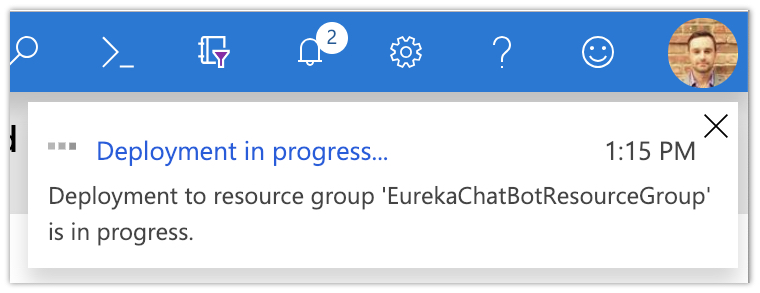 2
d
Deployment in progress...
1:15 PM
Deployment to resource group 'EurekaChatBotResourceGroup'
is in progress.